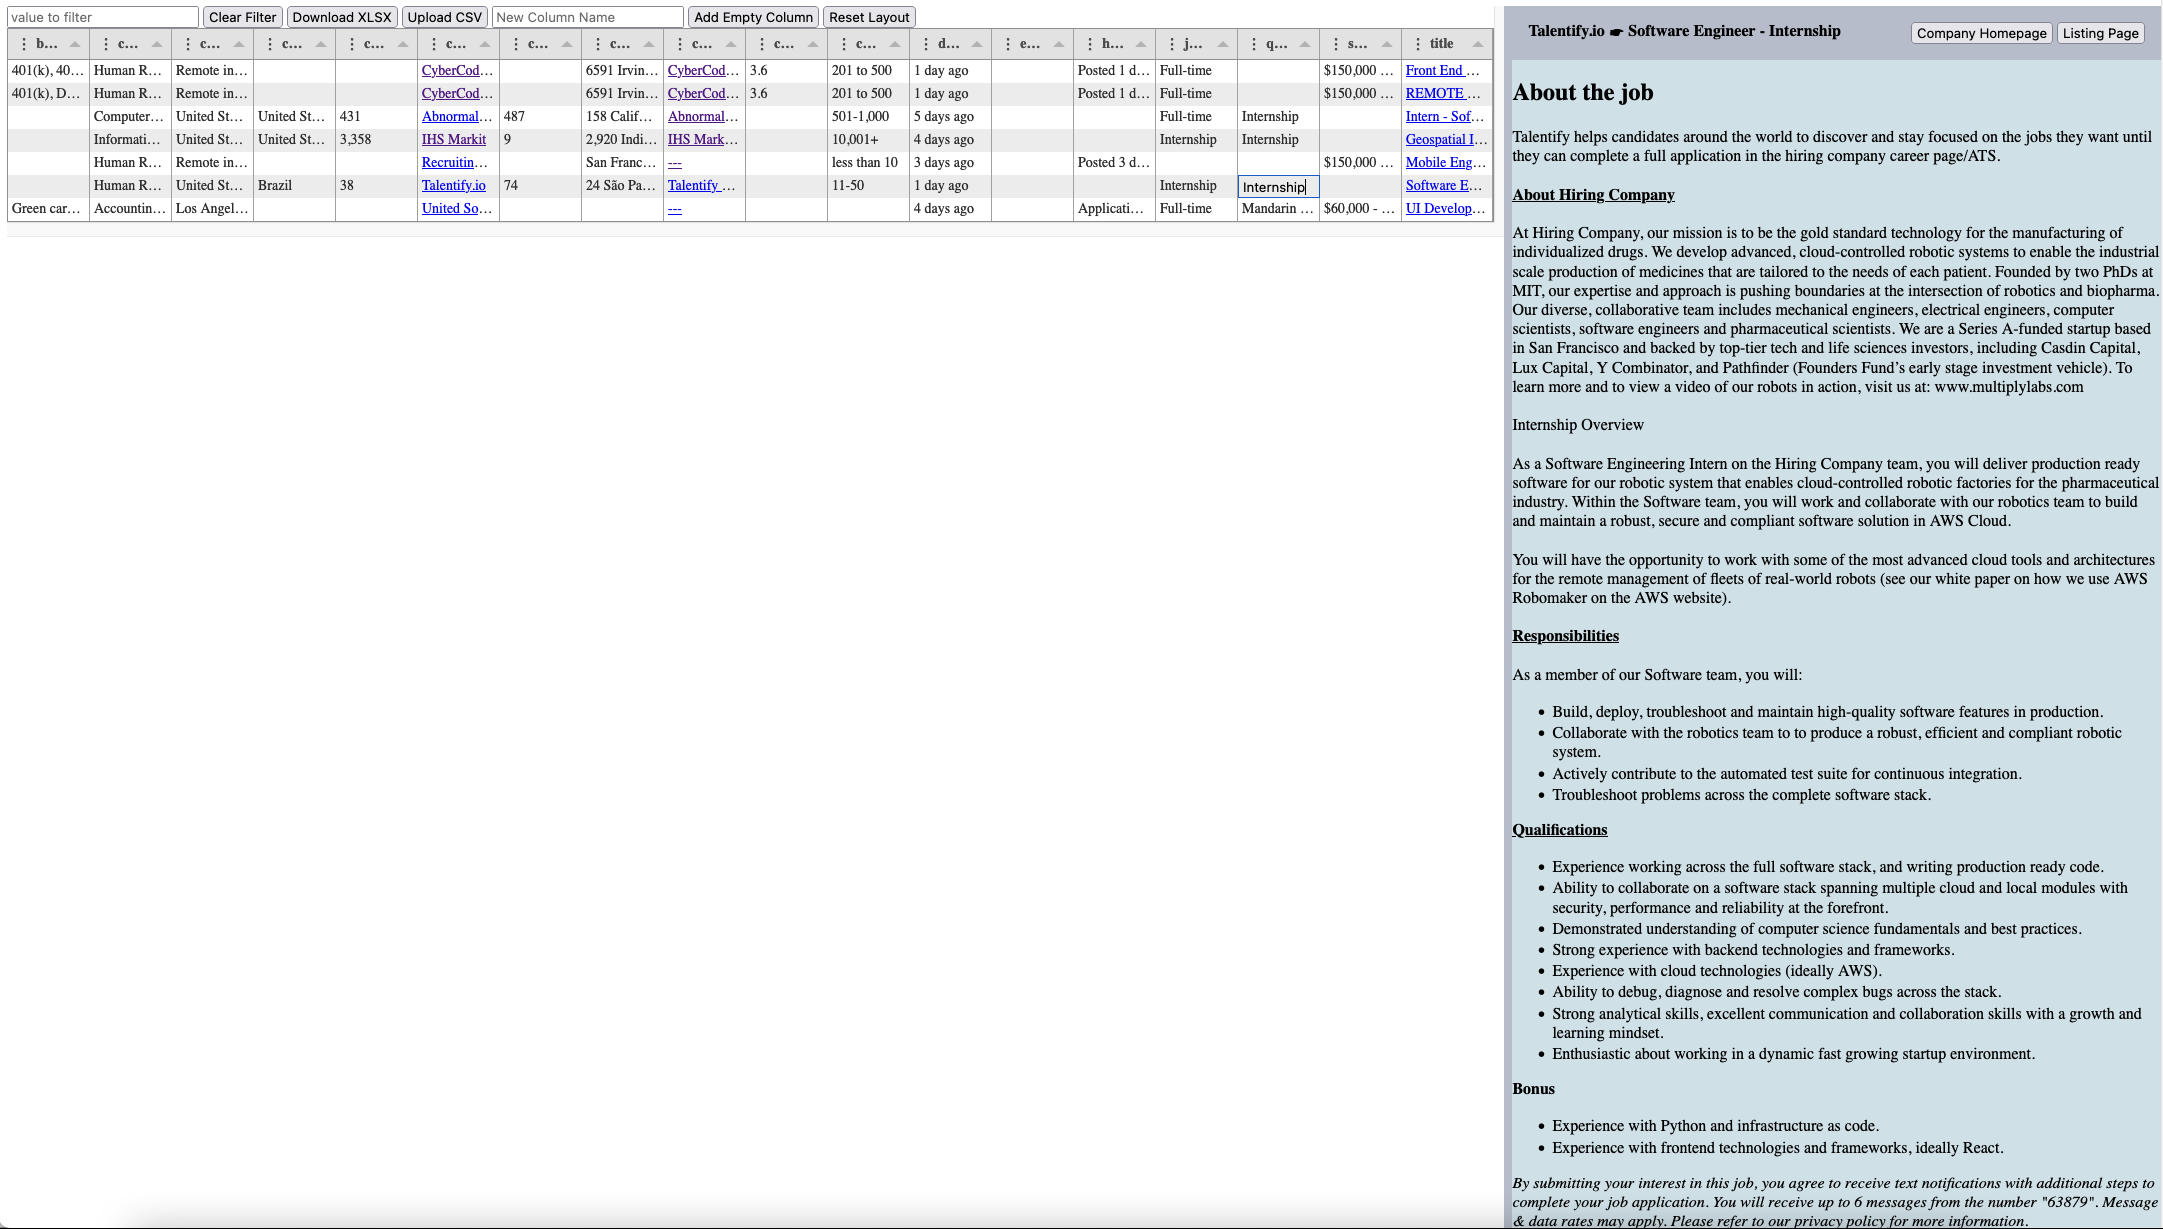 value to filter Clear Filter Download XLSX Upload CSV New Column Name Add Empty Column Reset Layout
b... c... c... c... c... c... c... c... c... c... c... d... e... h... j... q... s... title
401(k), 40... Human R... Remote in... CyberCod... 6591 Irvin... CyberCod... 3.6 201 to 500 1 day ago Posted 1 d... Full-time $150,000 ... Front End ...
401(k), D... Human R... Remote in... CyberCod... 6591 Irvin... CyberCod... 3.6 201 to 500 1 day ago Posted 1 d... Full-time $150,000 ... REMOTE ...
Computer... United St... United St... 431 Abnormal... 487 158 Calif... Abnormal... 501-1,000 5 days ago Full-time Internship Intern - Sof...
Informati... United St... United St... 3,358 IHS Markit 9 2,920 Indi... IHS Mark... 10,001+ 4 days ago Internship Internship Geospatial I...
Human R... Remote in... Recruitin... San Franc... --- less than 10 3 days ago Posted 3 d... $150,000 ... Mobile Eng...
Human R... United St... Brazil 38 Talentify.io 74 24 São Pa... Talentify ... 11-50 1 day ago Internship Internship Software E...
Green car... Accountin... Los Angel... United So... --- 4 days ago Applicati... Full-time Mandarin ... $60,000 - ... UI Develop...
Talentify.io ☛ Software Engineer - Internship Company Homepage Listing Page
About the job
Talentify helps candidates around the world to discover and stay focused on the jobs they want until
they can complete a full application in the hiring company career page/ATS.
About Hiring Company
At Hiring Company, our mission is to be the gold standard technology for the manufacturing of
individualized drugs. We develop advanced, cloud-controlled robotic systems to enable the industrial
scale production of medicines that are tailored to the needs of each patient. Founded by two PhDs at
MIT, our expertise and approach is pushing boundaries at the intersection of robotics and biopharma.
Our diverse, collaborative team includes mechanical engineers, electrical engineers, computer
scientists, software engineers and pharmaceutical scientists. We are a Series A-funded startup based
in San Francisco and backed by top-tier tech and life sciences investors, including Casdin Capital,
Lux Capital, Y Combinator, and Pathfinder (Founders Fund’s early stage investment vehicle). To
learn more and to view a video of our robots in action, visit us at: www.multiplylabs.com
Internship Overview
As a Software Engineering Intern on the Hiring Company team, you will deliver production ready
software for our robotic system that enables cloud-controlled robotic factories for the pharmaceutical
industry. Within the Software team, you will work and collaborate with our robotics team to build
and maintain a robust, secure and compliant software solution in AWS Cloud.
You will have the opportunity to work with some of the most advanced cloud tools and architectures
for the remote management of fleets of real-world robots (see our white paper on how we use AWS
Robomaker on the AWS website).
Responsibilities
As a member of our Software team, you will:
• Build, deploy, troubleshoot and maintain high-quality software features in production.
• Collaborate with the robotics team to to produce a robust, efficient and compliant robotic
system.
• Actively contribute to the automated test suite for continuous integration.
• Troubleshoot problems across the complete software stack.
Qualifications
• Experience working across the full software stack, and writing production ready code.
• Ability to collaborate on a software stack spanning multiple cloud and local modules with
security, performance and reliability at the forefront.
• Demonstrated understanding of computer science fundamentals and best practices.
• Strong experience with backend technologies and frameworks.
• Experience with cloud technologies (ideally AWS).
• Ability to debug, diagnose and resolve complex bugs across the stack.
• Strong analytical skills, excellent communication and collaboration skills with a growth and
learning mindset.
• Enthusiastic about working in a dynamic fast growing startup environment.
Bonus
• Experience with Python and infrastructure as code.
• Experience with frontend technologies and frameworks, ideally React.
By submitting your interest in this job, you agree to receive text notifications with additional steps to
complete your job application. You will receive up to 6 messages from the number "63879". Message
& data rates may apply. Please refer to our privacy policy for more information.